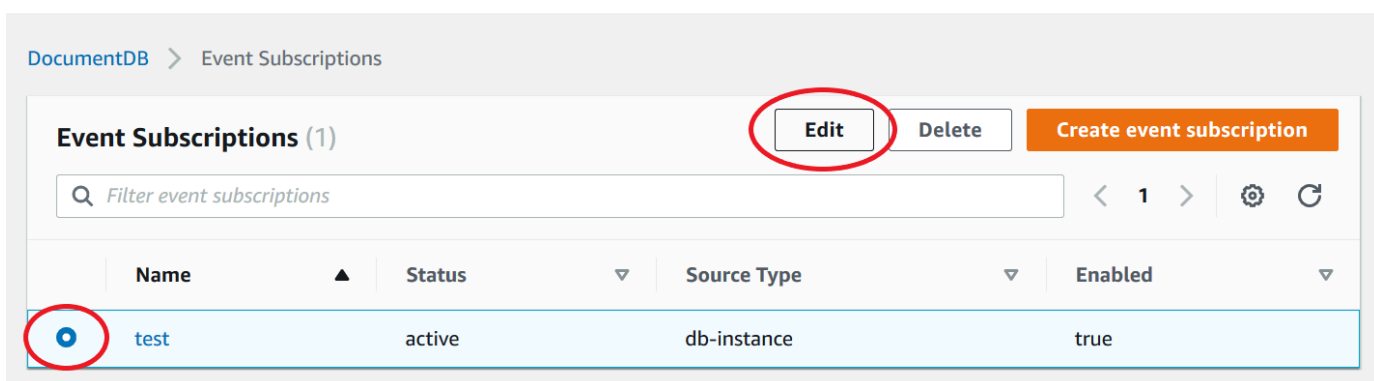 DocumentDB > Event Subscriptions
Event Subscriptions (1) Edit Delete Create event subscription
Filter event subscriptions 1
Name Status Source Type Enabled
test active db-instance true